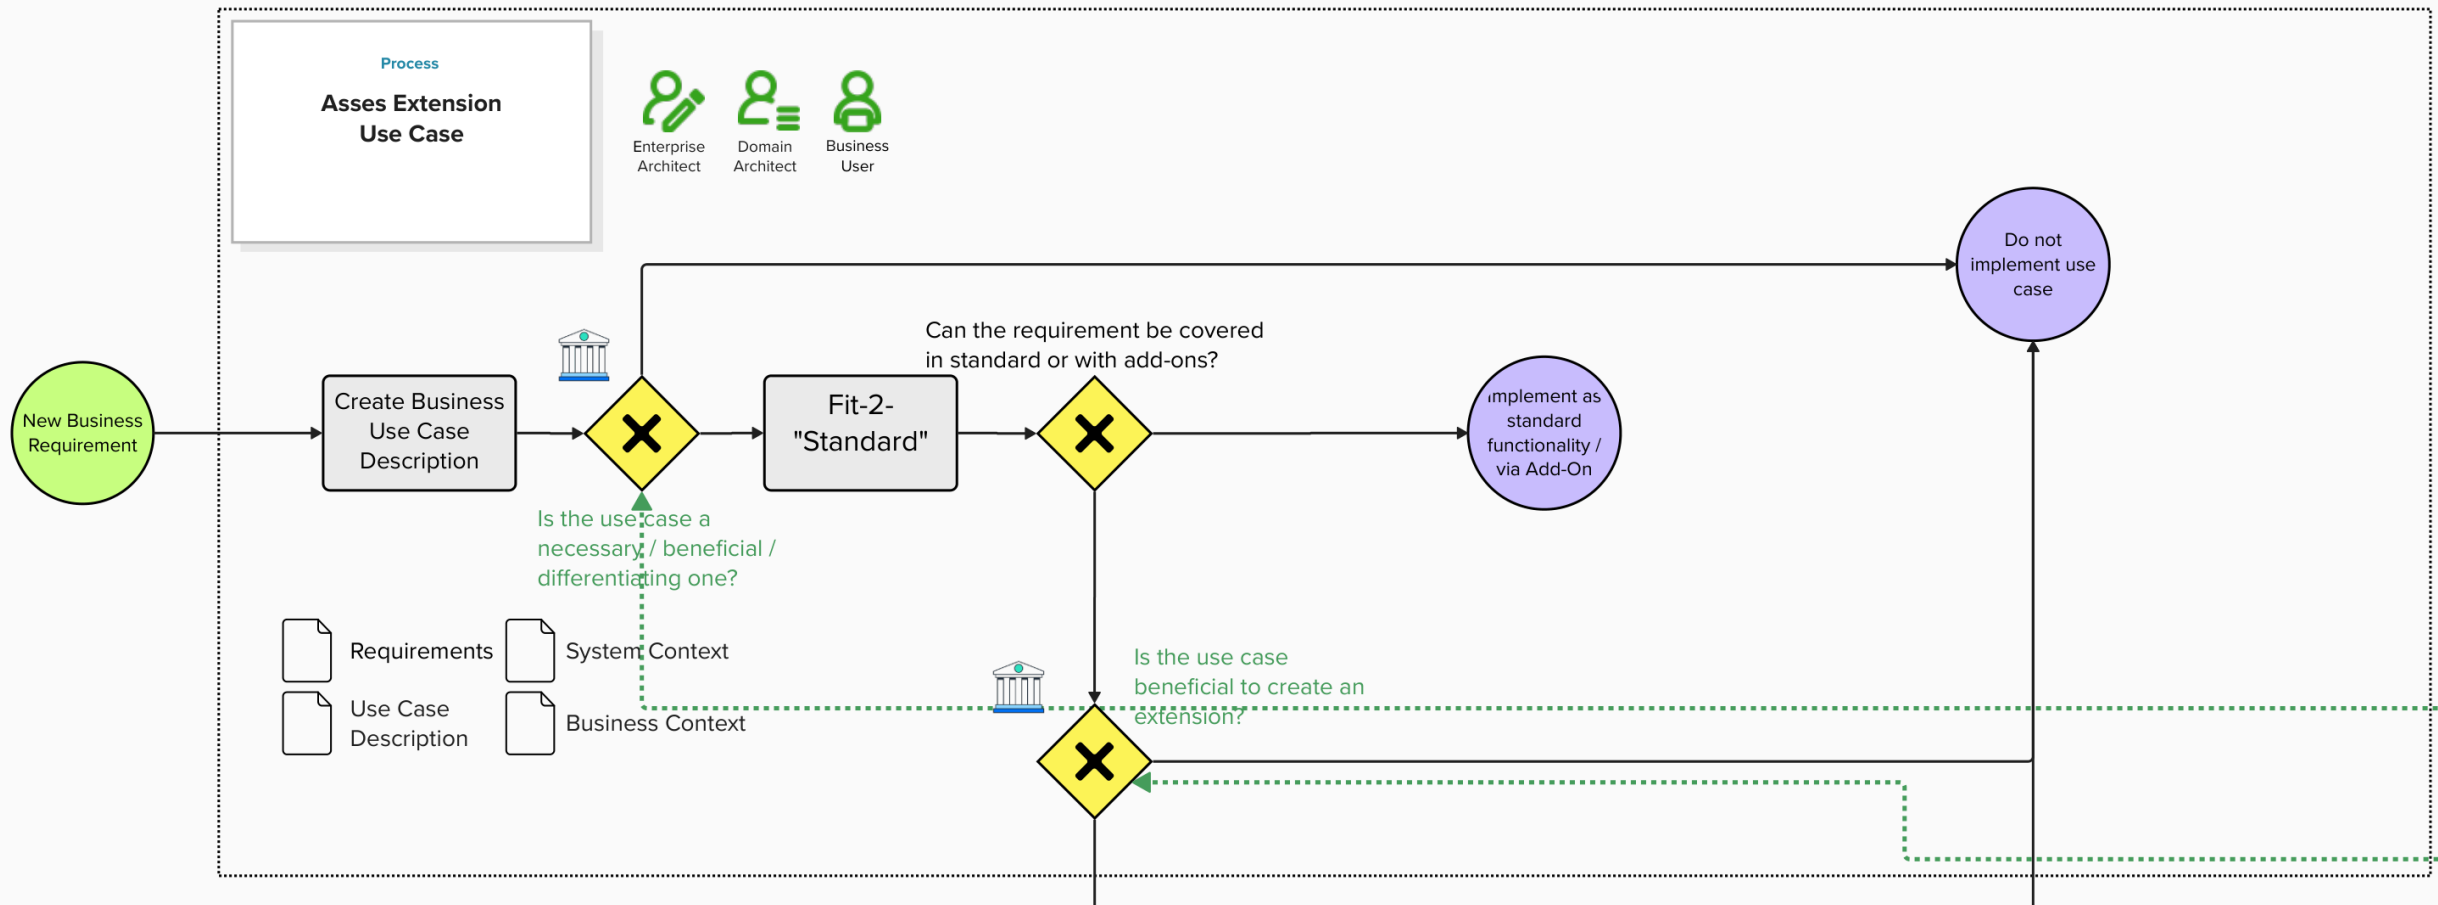 Process
Asses Extension
Use Case
Enterprise
Architect
Domain
Architect
Business
User
Do not
implement use
case
Can the requirement be covered
in standard or with add-ons?
New Business
Requirement
Create Business
Use Case
Description
Fit-2-
"Standard"
Implement as
standard
functionality /
via Add-On
Is the use case a
necessary / beneficial /
differentiating one?
Requirements
System Context
Use Case
Description
Business Context
Is the use case
beneficial to create an
extension?